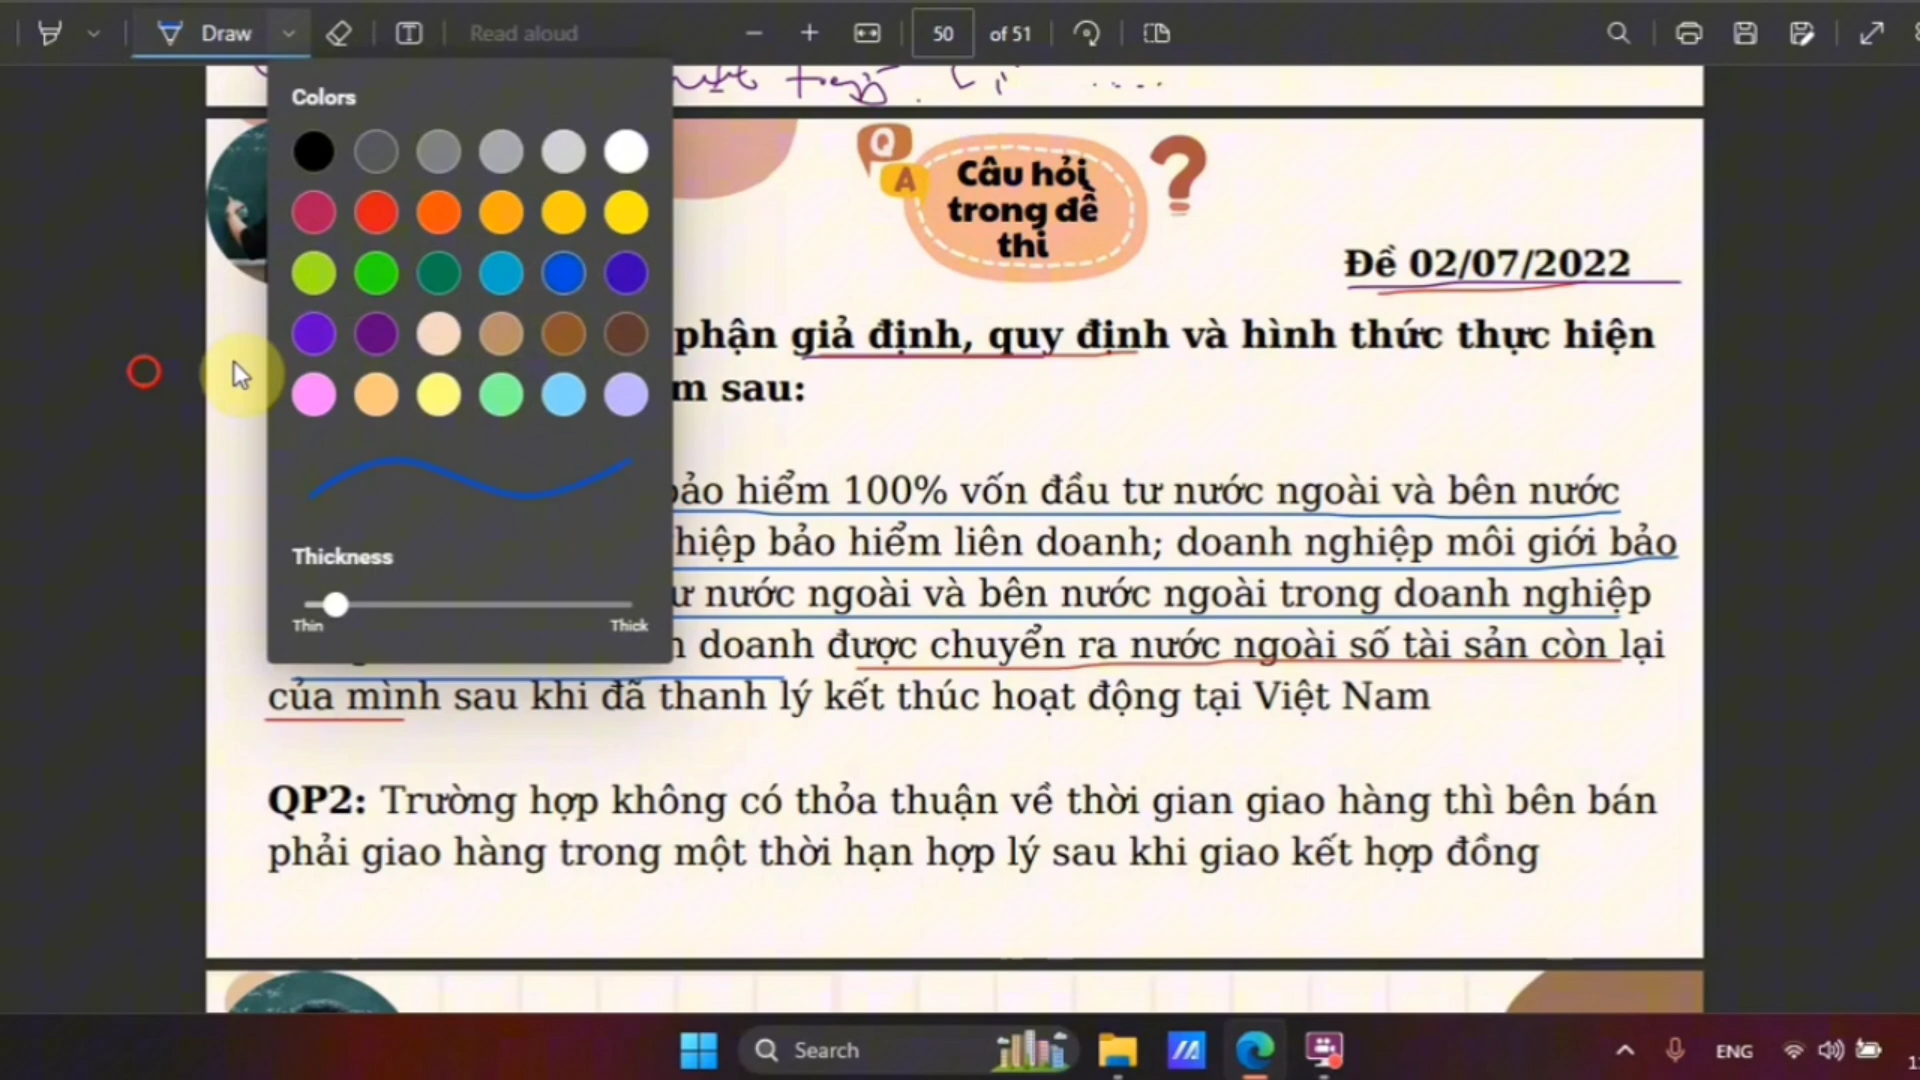 Draw
Read aloud
50 of 51
Colors
Q
A
Câu hỏi
trong đề
thi
Đề 02/07/2022
phận giả định, quy định và hình thức thực hiện
m sau:
bảo hiểm 100% vốn đầu tư nước ngoài và bên nước
hiệp bảo hiểm liên doanh; doanh nghiệp môi giới bảo
ư nước ngoài và bên nước ngoài trong doanh nghiệp
doanh được chuyển ra nước ngoài số tài sản còn lại
của mình sau khi đã thanh lý kết thúc hoạt động tại Việt Nam
Thickness
Thin
Thick
QP2: Trường hợp không có thỏa thuận về thời gian giao hàng thì bên bán
phải giao hàng trong một thời hạn hợp lý sau khi giao kết hợp đồng
Search
ENG